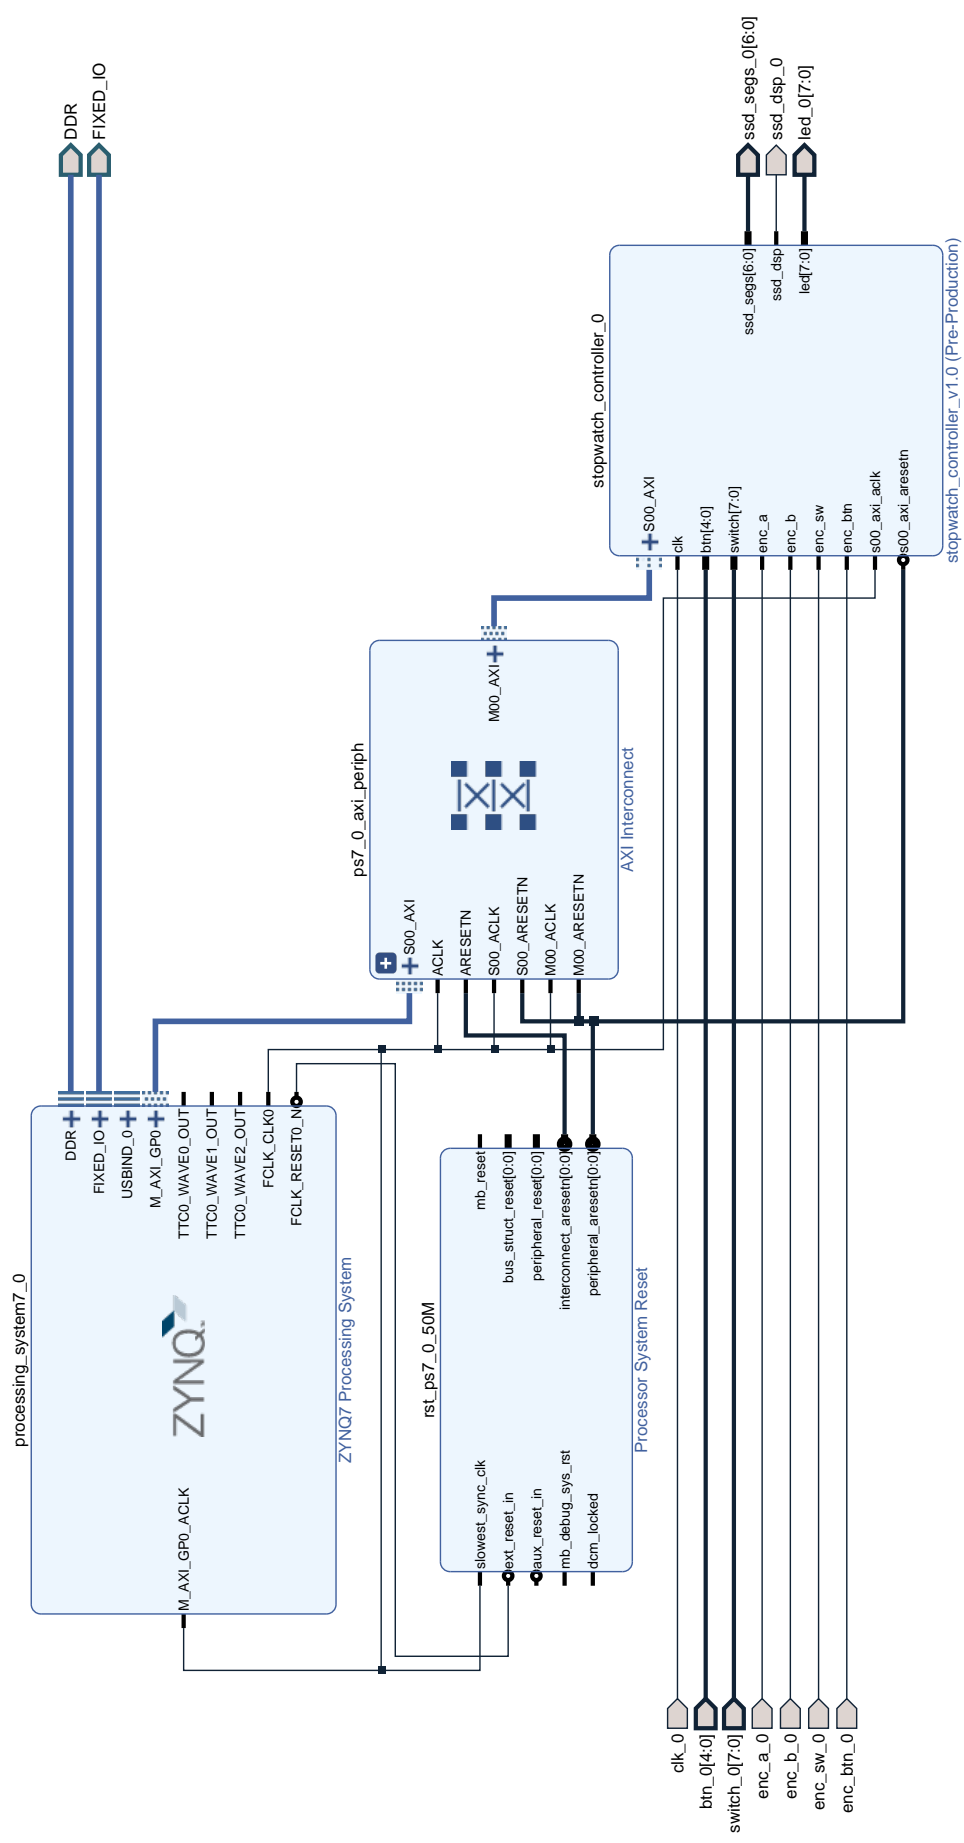 DDR
FIXED_IO
ssd_segs_0[6:0]
ssd_dsp_0
led_0[7:0]
processing_system7_0
M_AXI_GP0_ACLK
ZYNQ
DDR
FIXED_IO
USBIND_0
M_AXI_GP0
TTC0_WAVE0_OUT
TTC0_WAVE1_OUT
TTC0_WAVE2_OUT
FCLK_CLK0
FCLK_RESET0_N
ZYNQ7 Processing System
ps7_0_axi_periph
S00_AXI
ACLK
ARESETN
S00_ACLK
S00_ARESETN
M00_ACLK
M00_ARESETN
M00_AXI
AXI Interconnect
rst_ps7_0_50M
slowest_sync_clk
ext_reset_in
aux_reset_in
mb_debug_sys_rst
dcm_locked
mb_reset
bus_struct_reset[0:0]
peripheral_reset[0:0]
interconnect_aresetn[0:0]
peripheral_aresetn[0:0]
Processor System Reset
stopwatch_controller_0
S00_AXI
clk
btn[4:0]
switch[7:0]
enc_a
enc_b
enc_sw
enc_btn
s00_axi_aclk
s00_axi_aresetn
ssd_segs[6:0]
ssd_dsp
led[7:0]
stopwatch_controller_v1.0 (Pre-Production)
clk_0
btn_0[4:0]
switch_0[7:0]
enc_a_0
enc_b_0
enc_sw_0
enc_btn_0